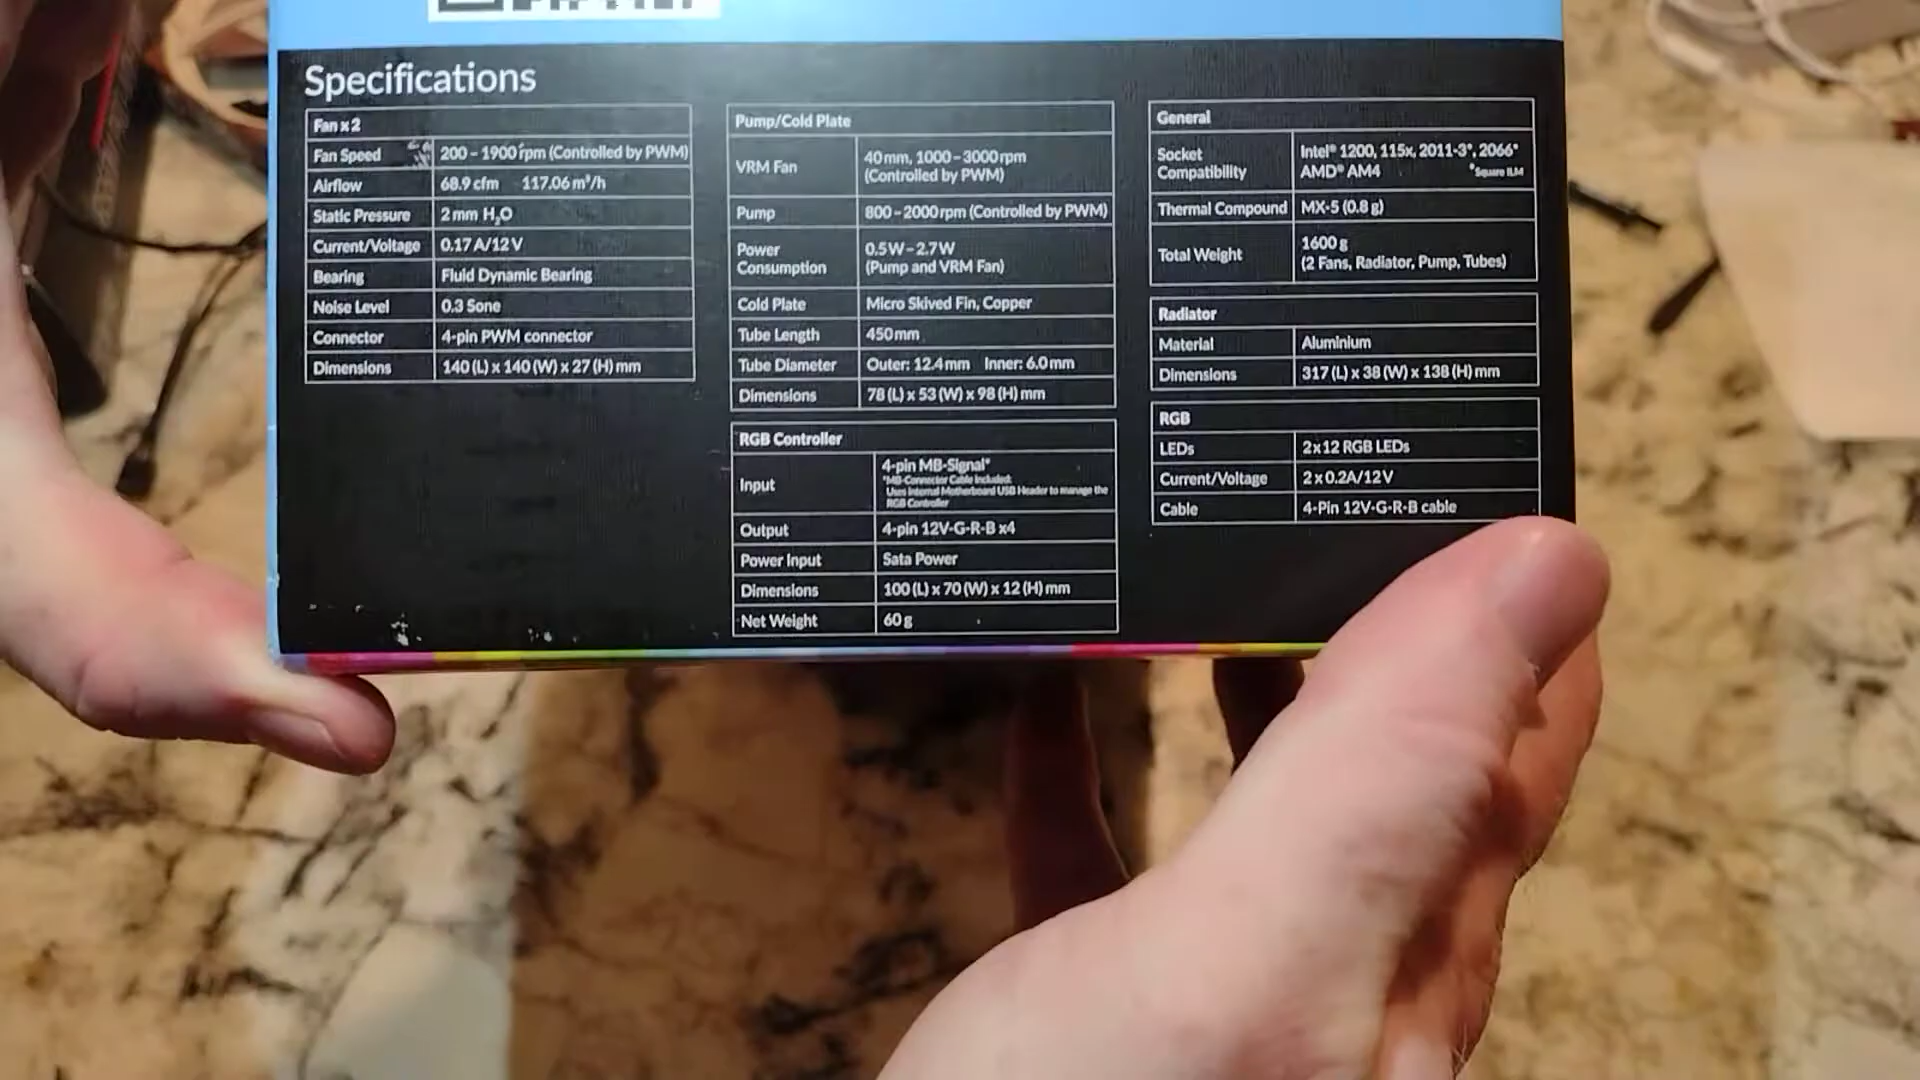 Specifications
Fan x 2
Fan Speed 200 – 1900 rpm (Controlled by PWM)
Airflow 68.9 cfm 117.06 m³/h
Static Pressure 2 mm H₂O
Current/Voltage 0.17 A/12 V
Bearing Fluid Dynamic Bearing
Noise Level 0.3 Sone
Connector 4-pin PWM connector
Dimensions 140 (L) x 140 (W) x 27 (H) mm
Pump/Cold Plate
VRM Fan 40 mm, 1000 – 3000 rpm
(Controlled by PWM)
Pump 800 – 2000 rpm (Controlled by PWM)
Power Consumption 0.5 W – 2.7 W
(Pump and VRM Fan)
Cold Plate Micro Skived Fin, Copper
Tube Length 450 mm
Tube Diameter Outer: 12.4 mm Inner: 6.0 mm
Dimensions 78 (L) x 53 (W) x 98 (H) mm
RGB Controller
Input 4-pin MB-Signal*
*MB-Connector Cable Included:
Uses Internal Motherboard USB Header to manage the
RGB Controller
Output 4-pin 12V-G-R-B x4
Power Input Sata Power
Dimensions 100 (L) x 70 (W) x 12 (H) mm
Net Weight 60 g
General
Socket Compatibility Intel® 1200, 115x, 2011-3*, 2066*
AMD® AM4 *Square ILM
Thermal Compound MX-5 (0.8 g)
Total Weight 1600 g
(2 Fans, Radiator, Pump, Tubes)
Radiator
Material Aluminium
Dimensions 317 (L) x 38 (W) x 138 (H) mm
RGB
LEDs 2x12 RGB LEDs
Current/Voltage 2 x 0.2A/12 V
Cable 4-Pin 12V-G-R-B cable